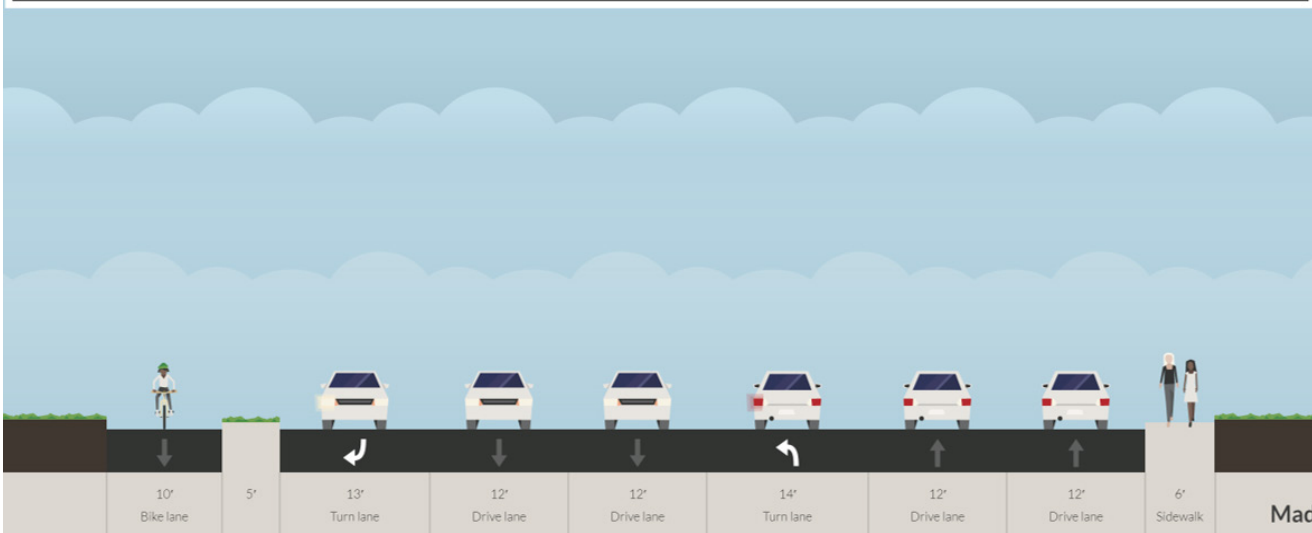 10'
Bike lane
5'
13'
Turn lane
12'
Drive lane
12'
Drive lane
14'
Turn lane
12'
Drive lane
12'
Drive lane
6'
Sidewalk
Mad